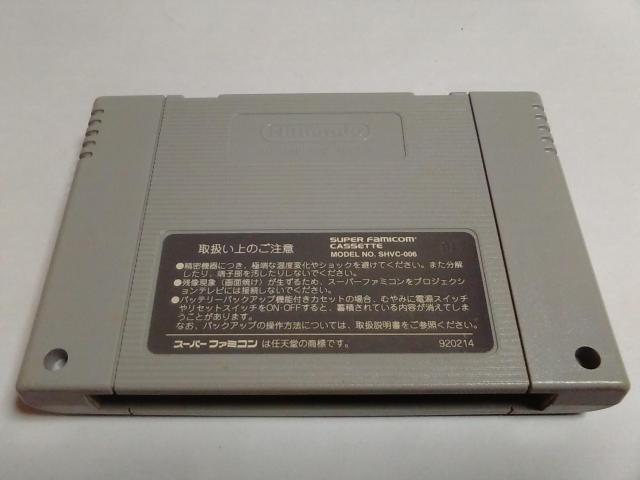 Nintendo
取扱い上のご注意
SUPER FAMICOM
CASSETTE
MODEL NO. SHVC-006
●精密機器につき、極端な温度変化やショックを避けてください。また分解
したり、端子部を汚したりしないでください。
●残像現象（画面焼け）が生ずるため、スーパーファミコンをプロジェクシ
ョンテレビには接続しないでください。
●バッテリーバックアップ機能付きカセットの場合、むやみに電源スイッチ
やリセットスイッチをON・OFFすると、蓄積されている内容が消えてしま
うことがあります。
なお、バックアップの操作方法については、取扱説明書をご参照ください。
スーパーファミコンは任天堂の商標です。
920214